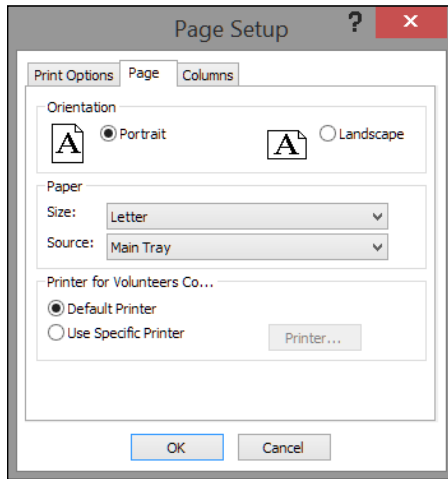 Page Setup ? x
Print Options Page Columns
Orientation
A Portrait A Landscape
Paper
Size: Letter
Source: Main Tray
Printer for Volunteers Co...
Default Printer
Use Specific Printer Printer...
OK Cancel